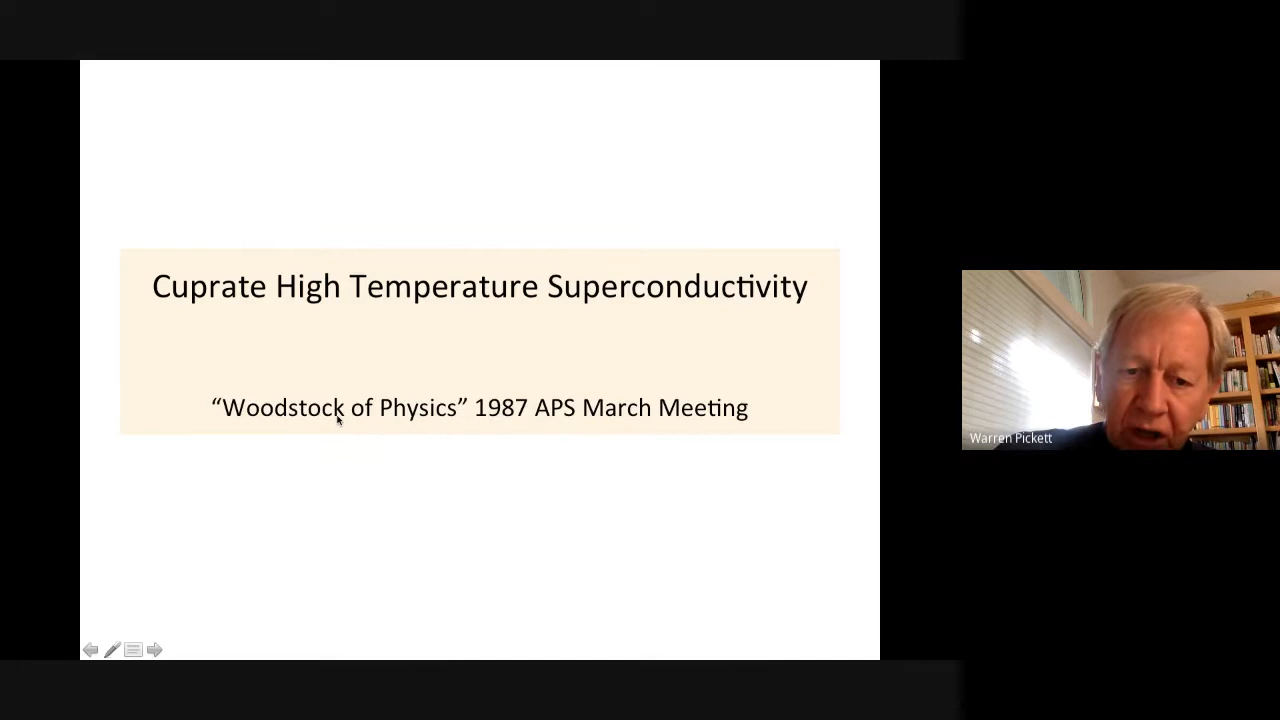 Cuprate High Temperature Superconductivity
“Woodstock of Physics” 1987 APS March Meeting
Warren Pickett